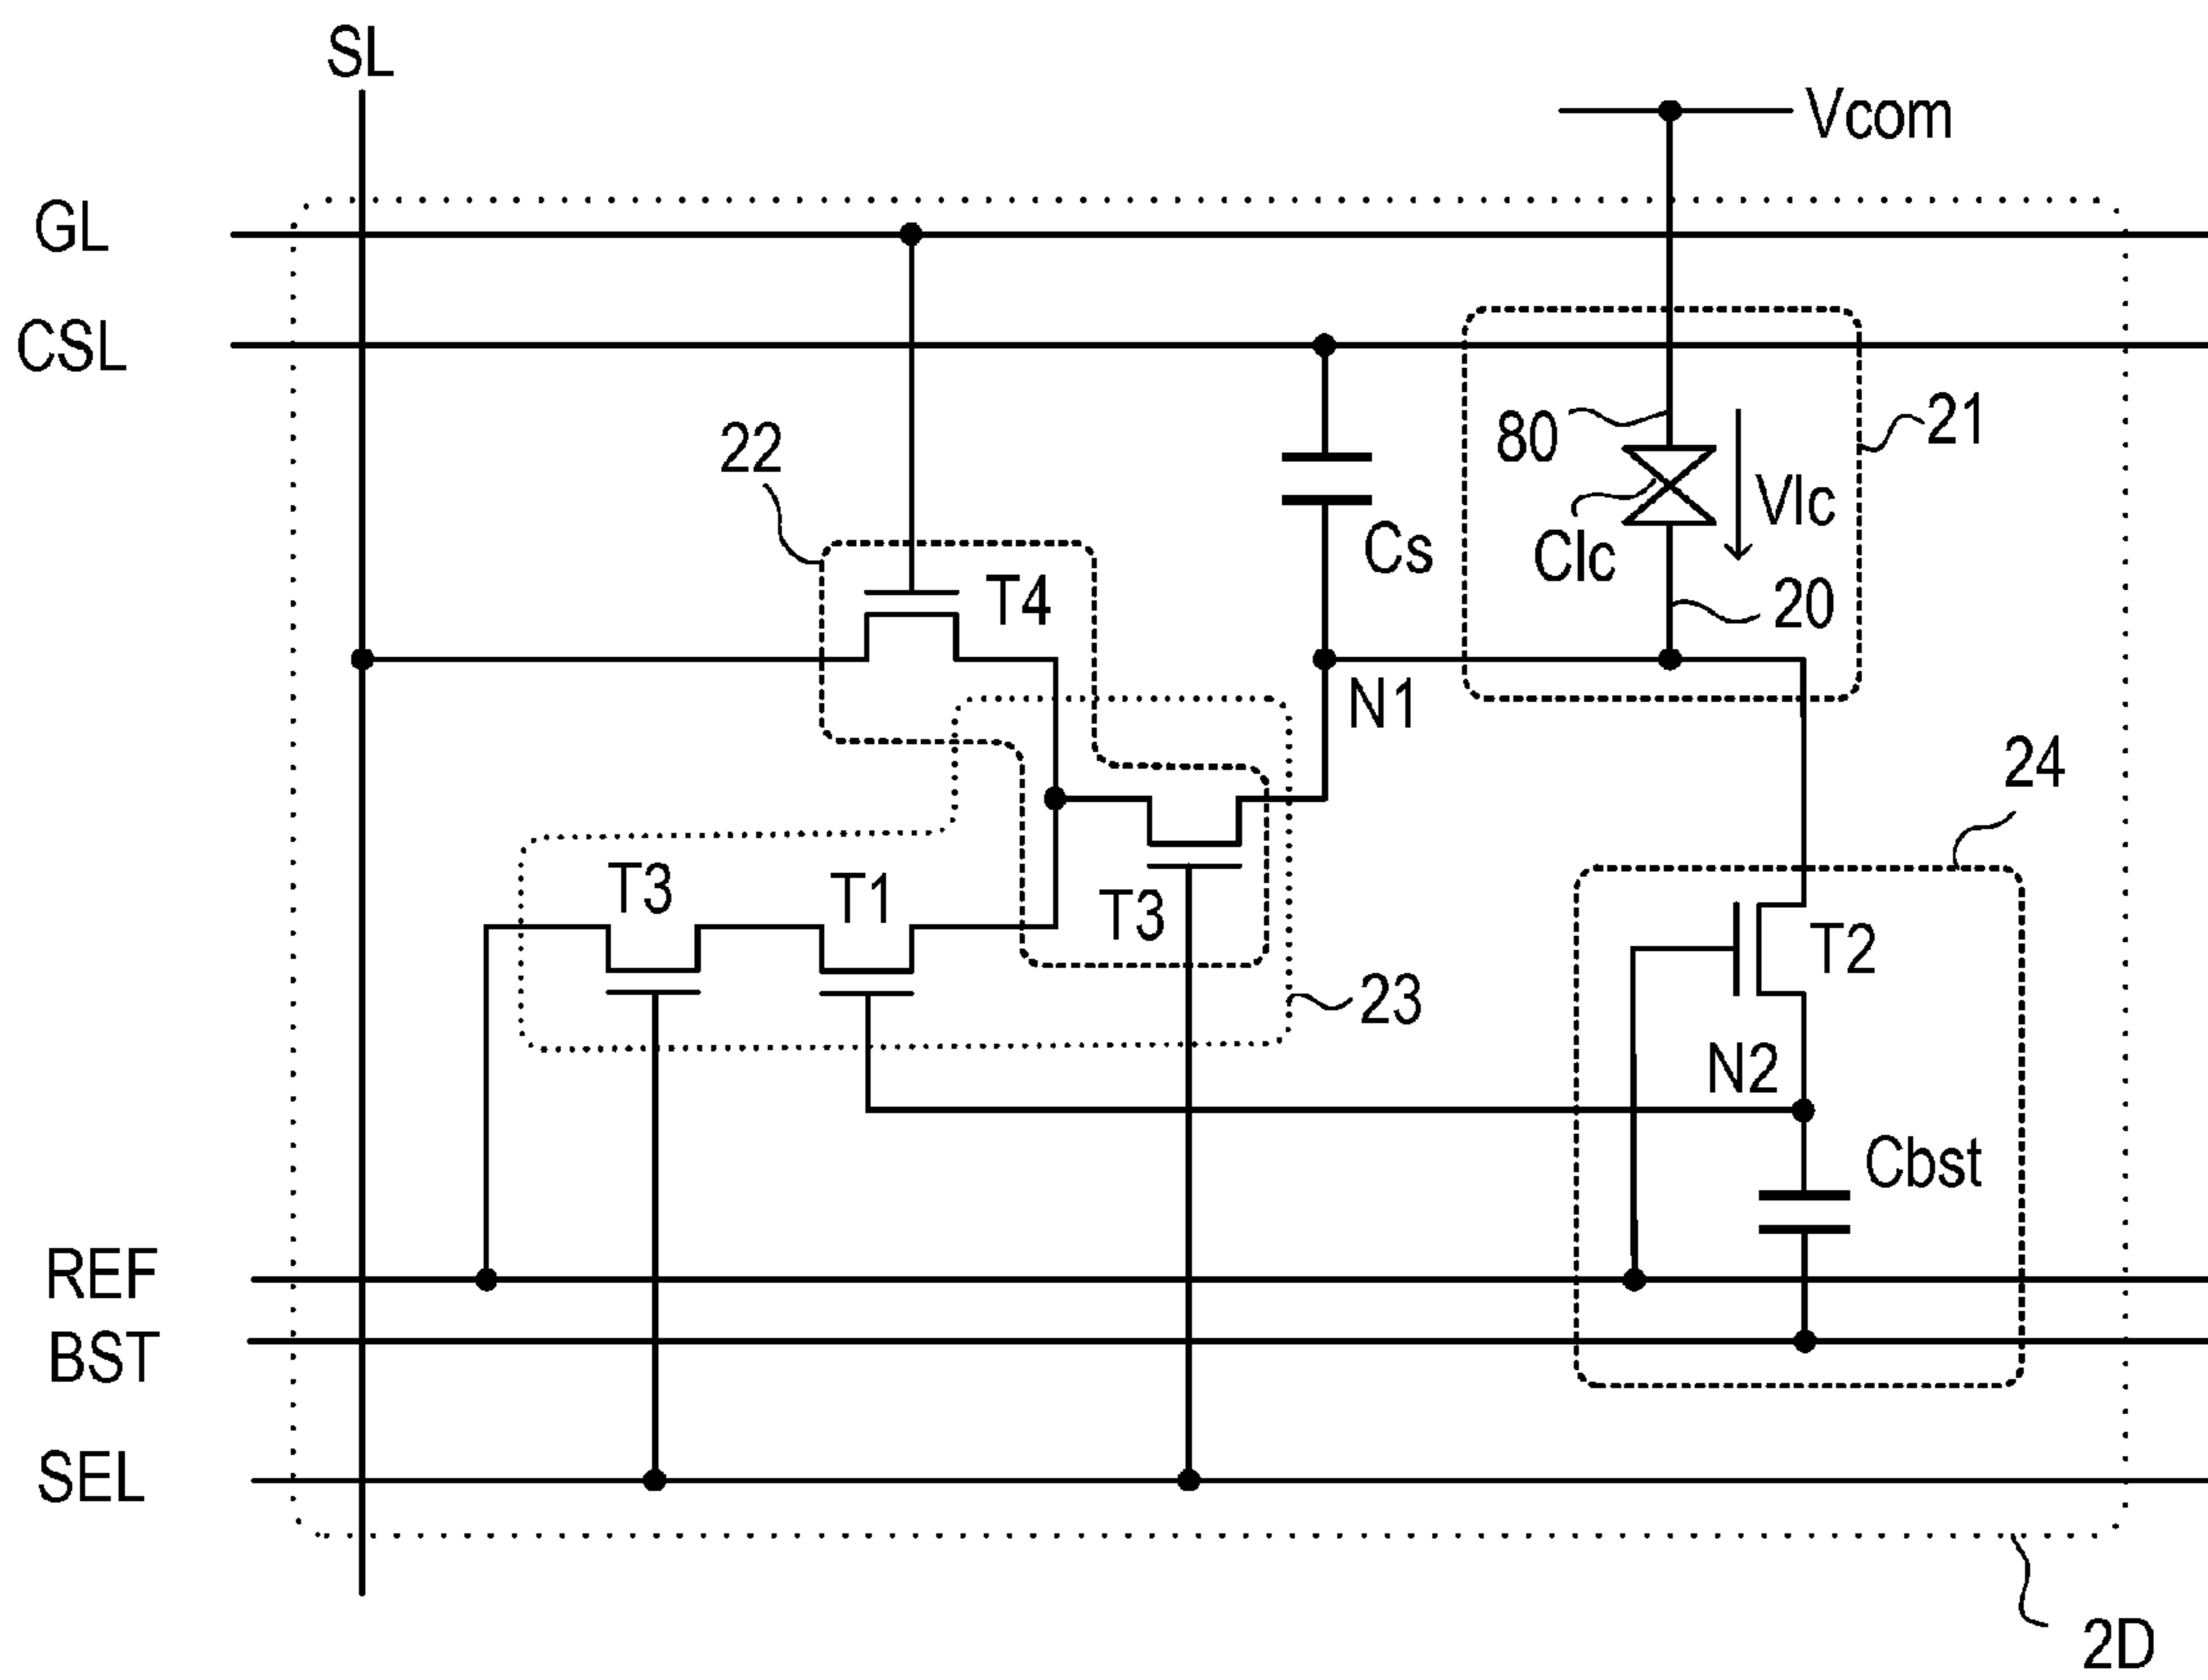 SL
Vcom
GL
CSL
22
80
21
Vlc
Clc
Cs
20
T4
N1
24
T3
T1
T3
T2
23
N2
Cbst
REF
BST
SEL
2D